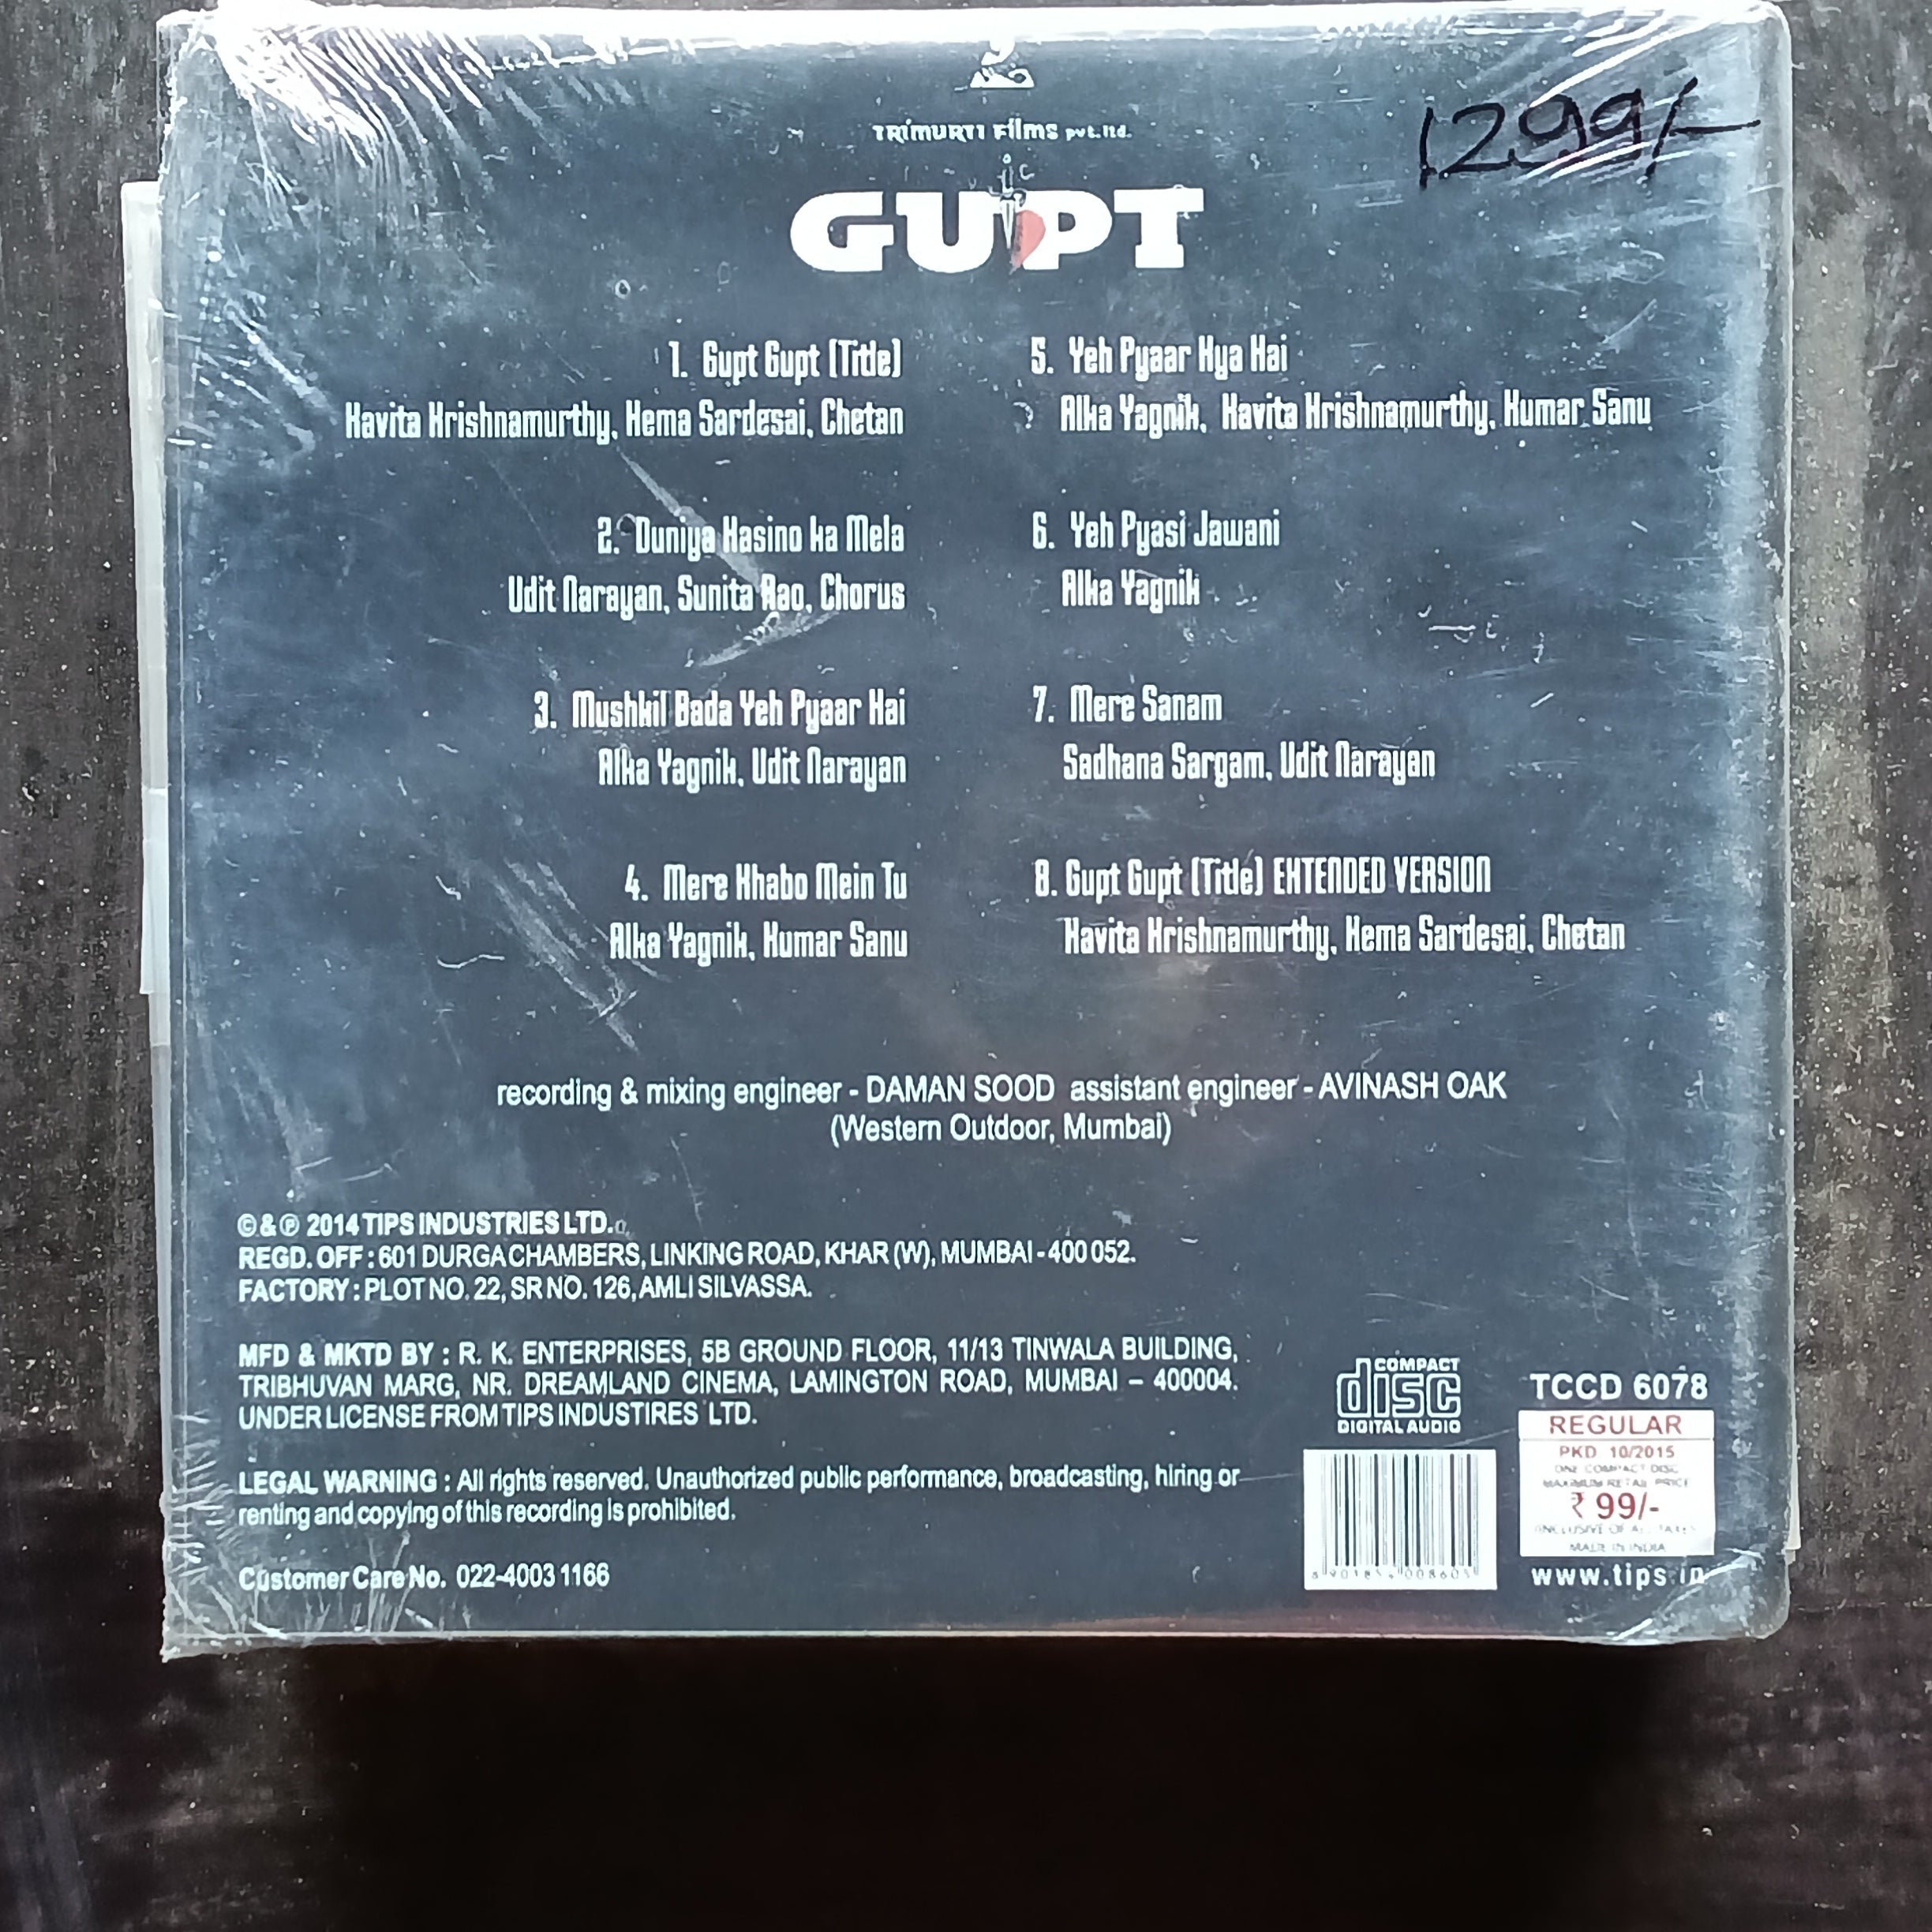 TRIMURTI FILMS pvt.ltd.
1299/-
GUPT
1. Gupt Gupt (Title)
Kavita Krishnamurthy, Hema Sardesai, Chetan
2. Duniya Hasino ka Mela
Udit Narayan, Sunita Rao, Chorus
3. Mushkil Bada Yeh Pyaar Hai
Alka Yagnik, Udit Narayan
4. Mere Khabo Mein Tu
Alka Yagnik, Kumar Sanu
5. Yeh Pyaar Kya Hai
Alka Yagnik, Kavita Krishnamurthy, Kumar Sanu
6. Yeh Pyasi Jawani
Alka Yagnik
7. Mere Sanam
Sadhana Sargam, Udit Narayan
8. Gupt Gupt (Title) EXTENDED VERSION
Kavita Krishnamurthy, Hema Sardesai, Chetan
recording & mixing engineer - DAMAN SOOD assistant engineer - AVINASH OAK
(Western Outdoor, Mumbai)
©&℗ 2014 TIPS INDUSTRIES LTD.
REGD. OFF : 601 DURGA CHAMBERS, LINKING ROAD, KHAR (W), MUMBAI - 400 052.
FACTORY : PLOT NO. 22, SR NO. 126, AMLI SILVASSA.
MFD & MKTD BY : R. K. ENTERPRISES, 5B GROUND FLOOR, 11/13 TINWALA BUILDING,
TRIBHUVAN MARG, NR. DREAMLAND CINEMA, LAMINGTON ROAD, MUMBAI – 400004.
UNDER LICENSE FROM TIPS INDUSTIRES LTD.
LEGAL WARNING : All rights reserved. Unauthorized public performance, broadcasting, hiring or
renting and copying of this recording is prohibited.
Customer Care No. 022-4003 1166
COMPACT
disc
DIGITAL AUDIO
TCCD 6078
REGULAR
PKD 10/2015
ONE COMPACT DISC
MAXIMUM RETAIL PRICE
₹ 99/-
(INCLUSIVE OF ALL TAXES
MADE IN INDIA
www.tips.in